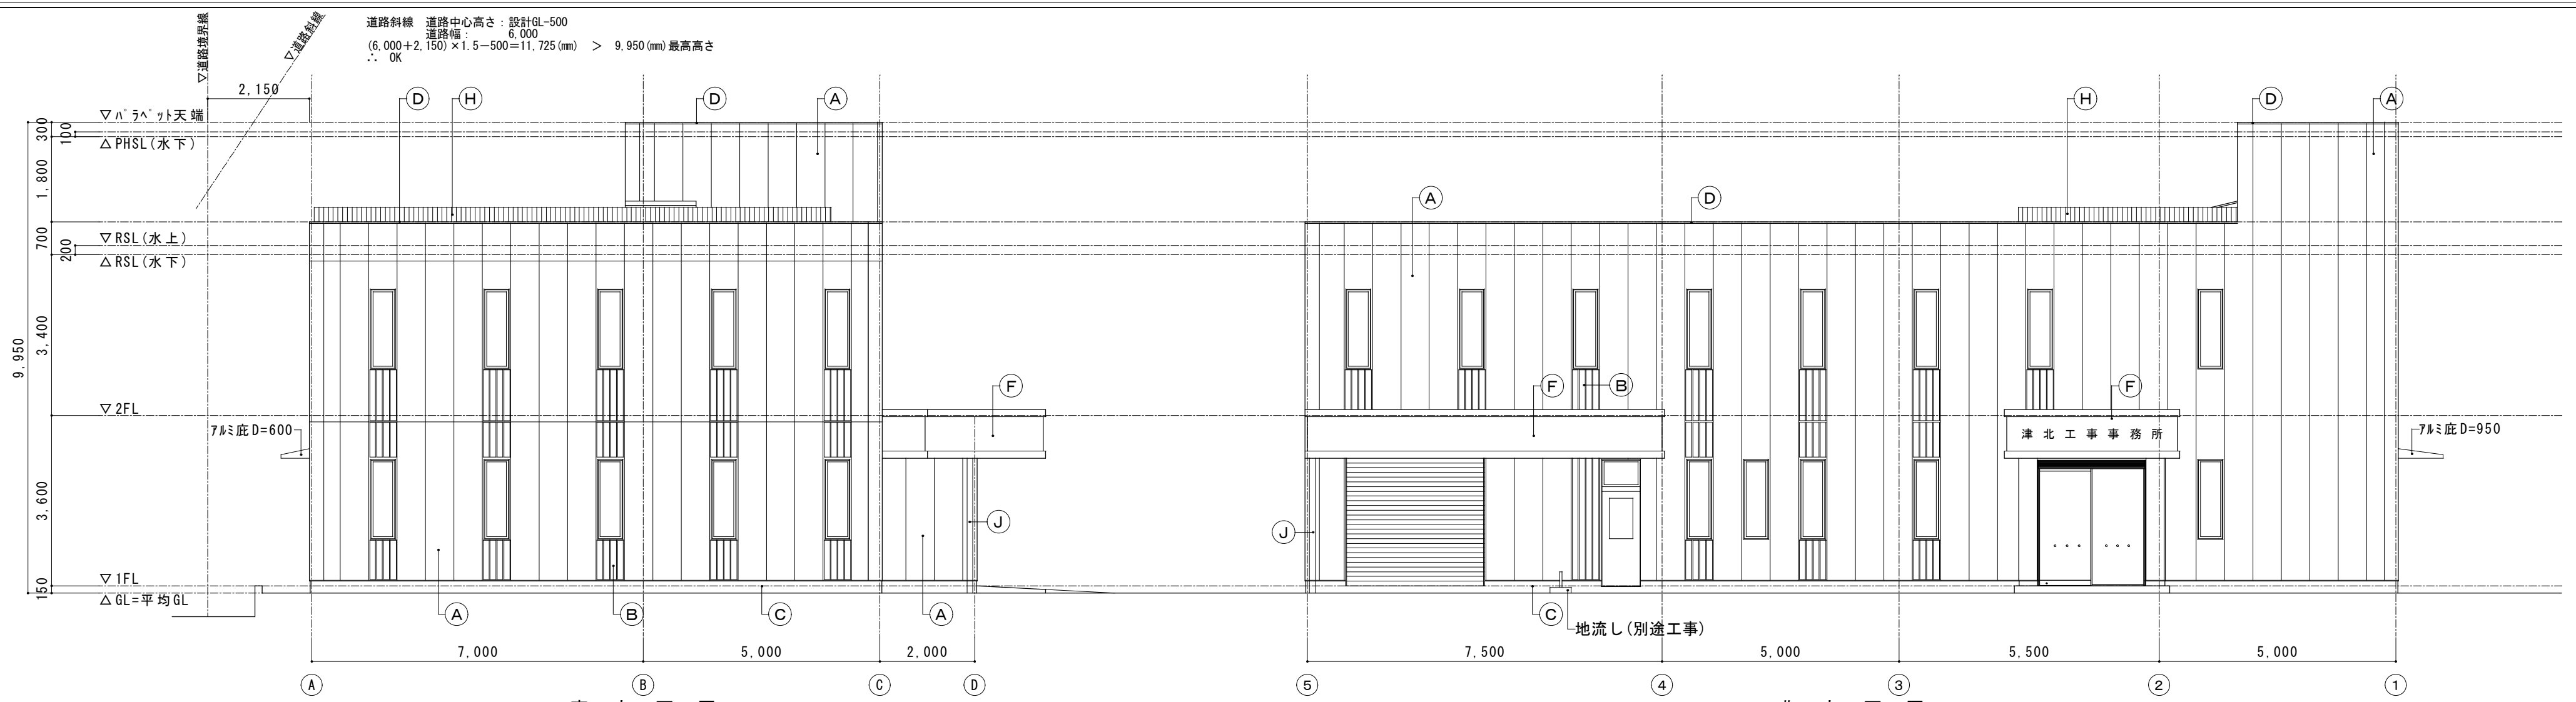 道路斜線　道路中心高さ：設計GL-500
道路幅：　6,000
(6,000+2,150)×1.5−500=11,725(㎜)　＞　9,950(㎜)最高高さ
∴　OK
▽道路境界線
▽道路斜線
2,150
▽パラペット天端
△PHSL(水下)
▽RSL(水上)
△RSL(水下)
▽2FL
▽1FL
△GL=平均GL
9,950
300
100
1,800
700
200
3,400
3,600
150
アルミ庇D=600
D
H
D
A
F
J
A
B
C
A
7,000
5,000
2,000
A
B
C
D
H
D
A
A
D
F
B
F
津北工事事務所
アルミ庇D=950
J
C
地流し(別途工事)
7,500
5,000
5,500
5,000
5
4
3
2
1